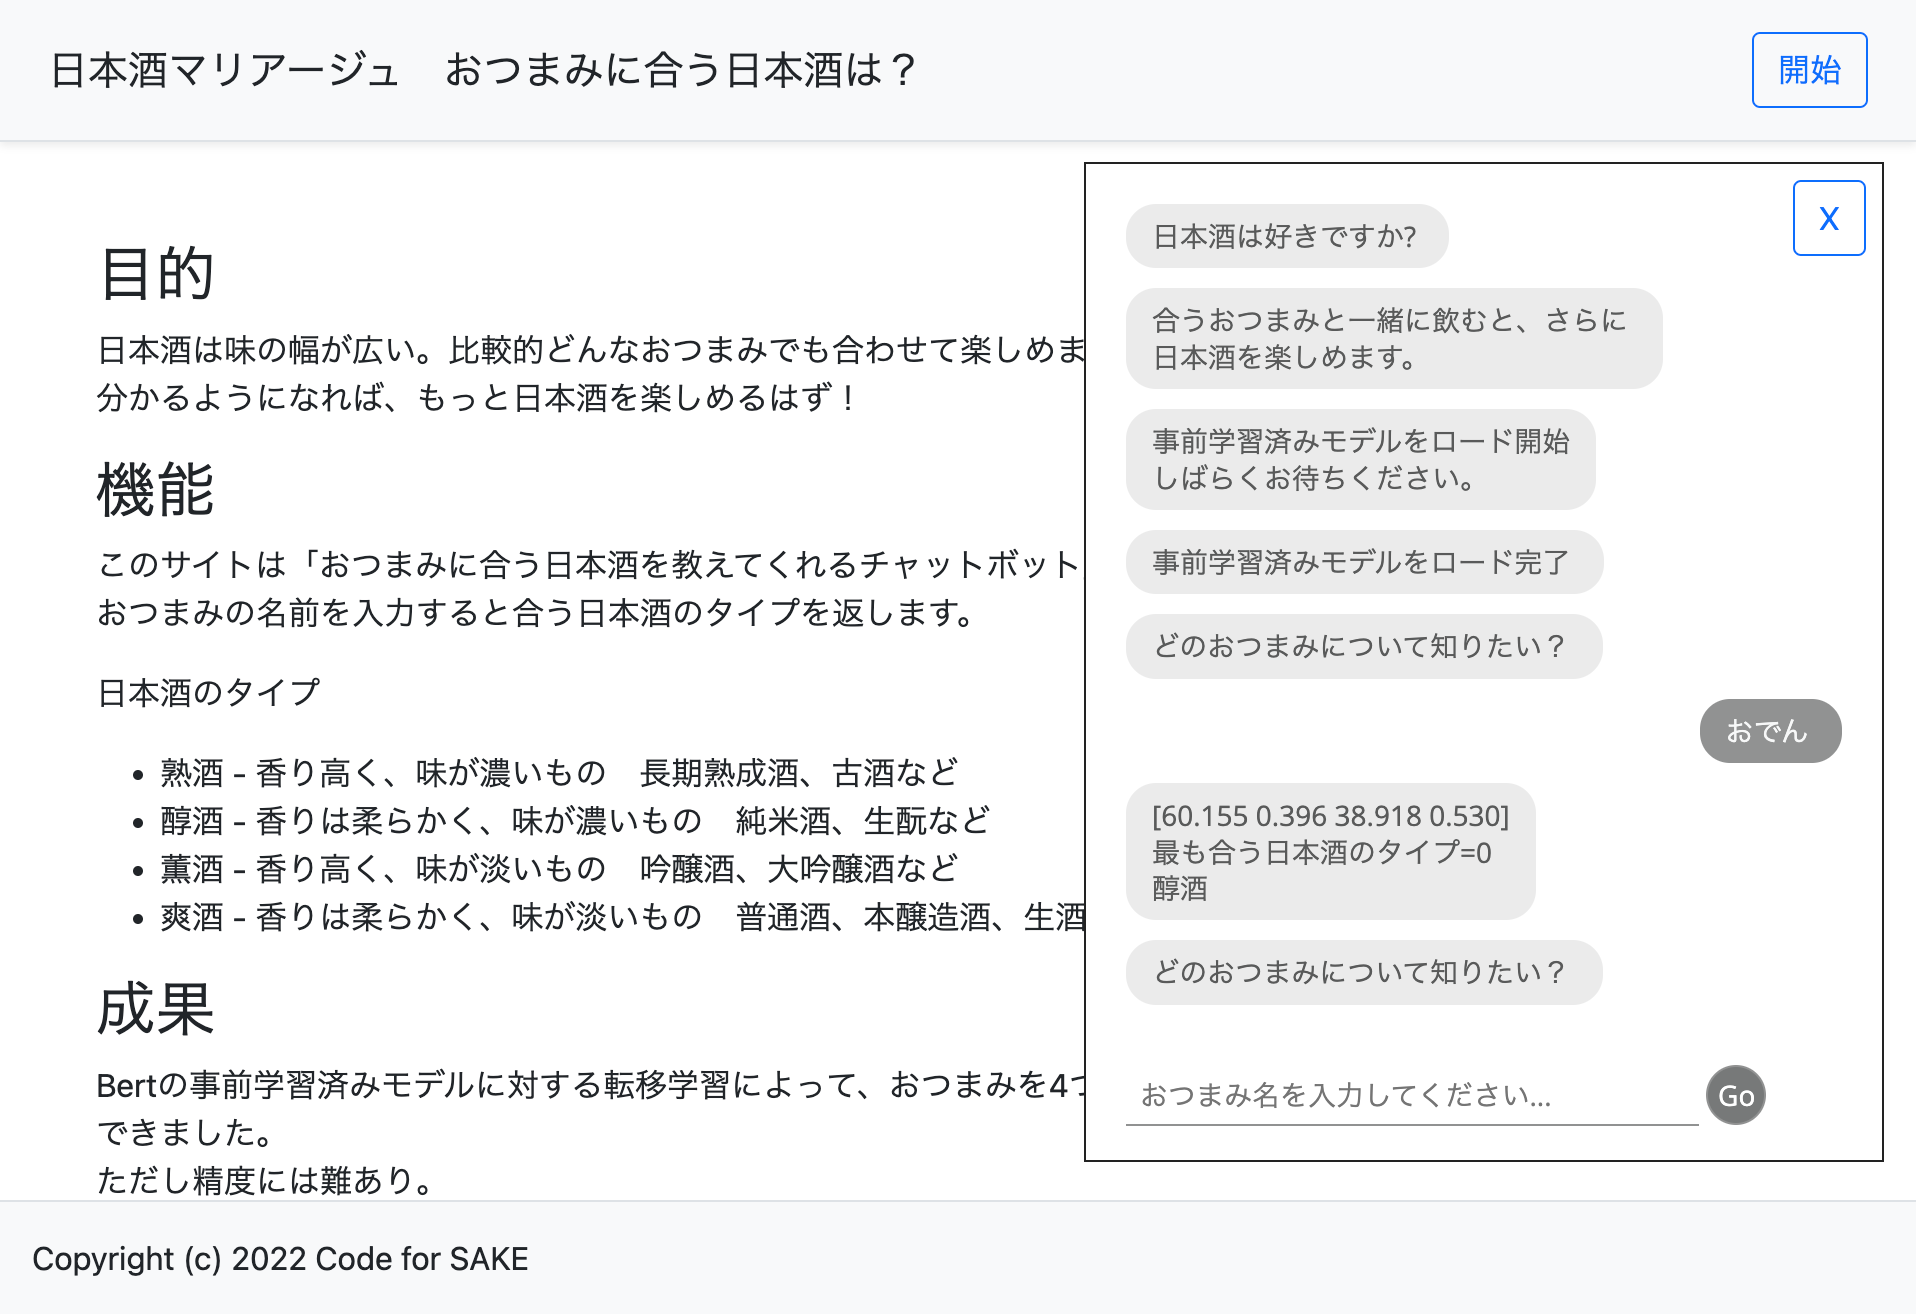 日本酒マリアージュ　おつまみに合う日本酒は？
開始
目的
日本酒は味の幅が広い。比較的どんなおつまみでも合わせて楽しめま
分かるようになれば、もっと日本酒を楽しめるはず！
機能
このサイトは「おつまみに合う日本酒を教えてくれるチャットボット
おつまみの名前を入力すると合う日本酒のタイプを返します。
日本酒のタイプ
• 熟酒 - 香り高く、味が濃いもの　長期熟成酒、古酒など
• 醇酒 - 香りは柔らかく、味が濃いもの　純米酒、生酛など
• 薫酒 - 香り高く、味が淡いもの　吟醸酒、大吟醸酒など
• 爽酒 - 香りは柔らかく、味が淡いもの　普通酒、本醸造酒、生酒
成果
Bertの事前学習済みモデルに対する転移学習によって、おつまみを4つ
できました。
ただし精度には難あり。
X
日本酒は好きですか?
合うおつまみと一緒に飲むと、さらに
日本酒を楽しめます。
事前学習済みモデルをロード開始
しばらくお待ちください。
事前学習済みモデルをロード完了
どのおつまみについて知りたい？
おでん
[60.155 0.396 38.918 0.530]
最も合う日本酒のタイプ=0
醇酒
どのおつまみについて知りたい？
おつまみ名を入力してください...
Go
Copyright (c) 2022 Code for SAKE